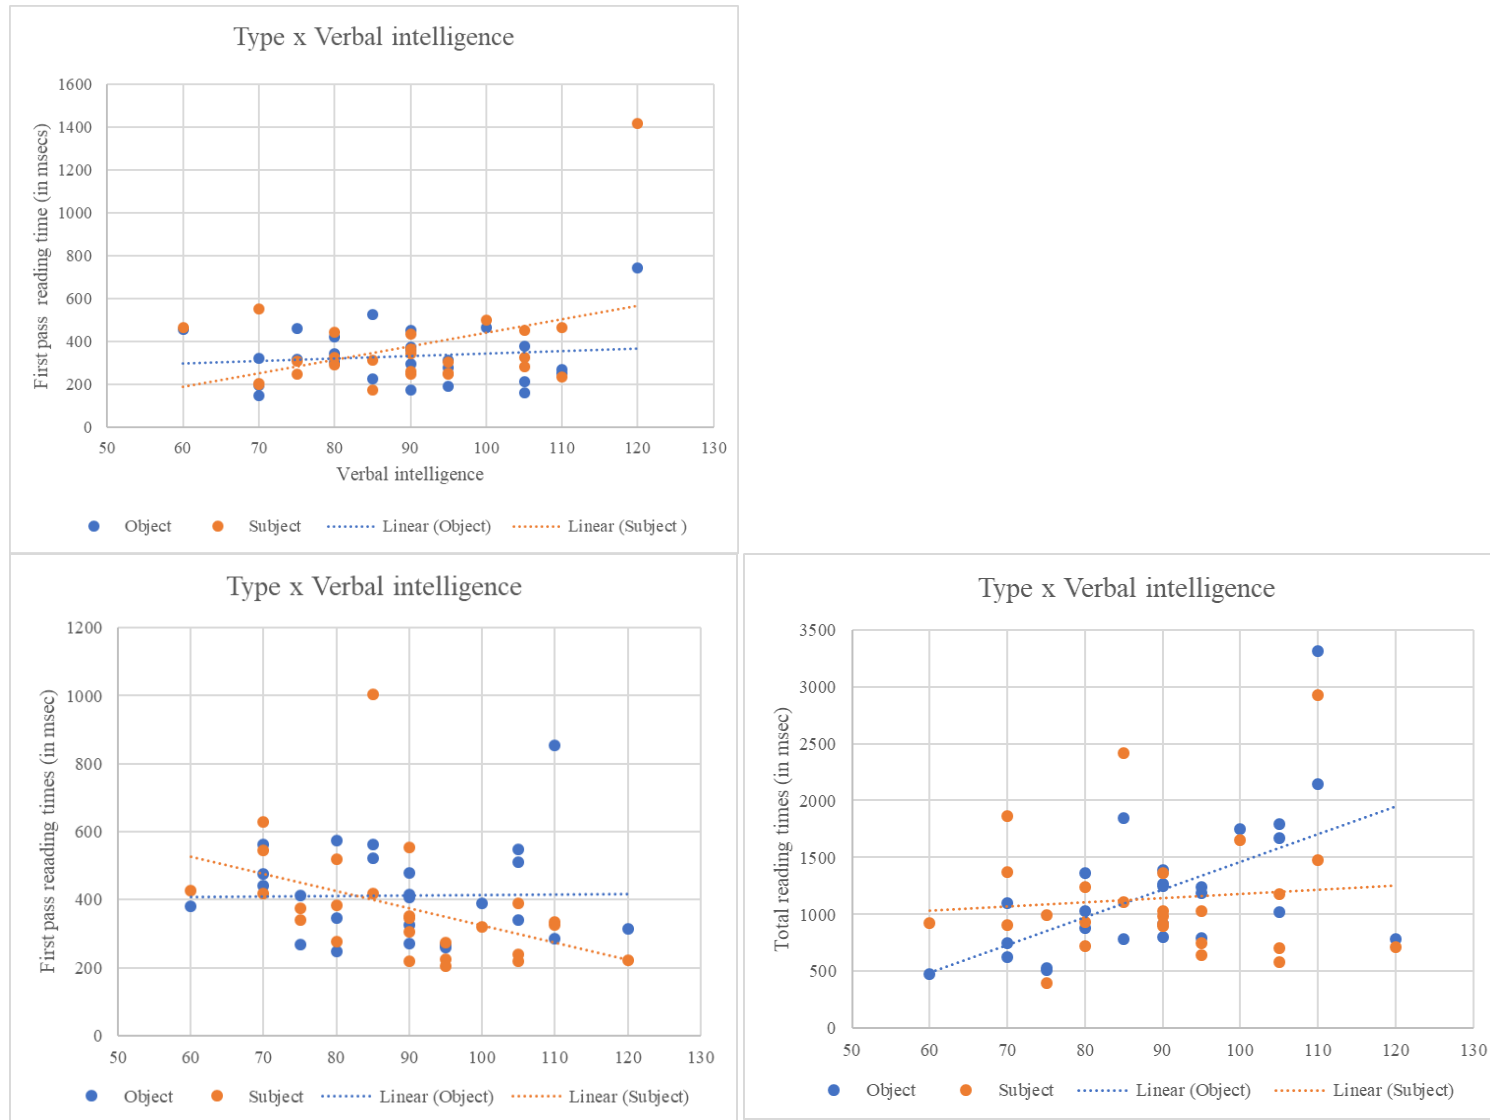 Type x Verbal intelligence
First pass reading time (in msecs)
1600
1400
1200
1000
800
600
400
200
0
50 60 70 80 90 100 110 120 130
Verbal intelligence
Object Subject Linear (Object) Linear (Subject )
Type x Verbal intelligence
First pass reaading times (in msec)
1200
1000
800
600
400
200
0
50 60 70 80 90 100 110 120 130
Object Subject Linear (Object) Linear (Subject)
Type x Verbal intelligence
Total reading times (in msec)
3500
3000
2500
2000
1500
1000
500
0
50 60 70 80 90 100 110 120 130
Object Subject Linear (Object) Linear (Subject)